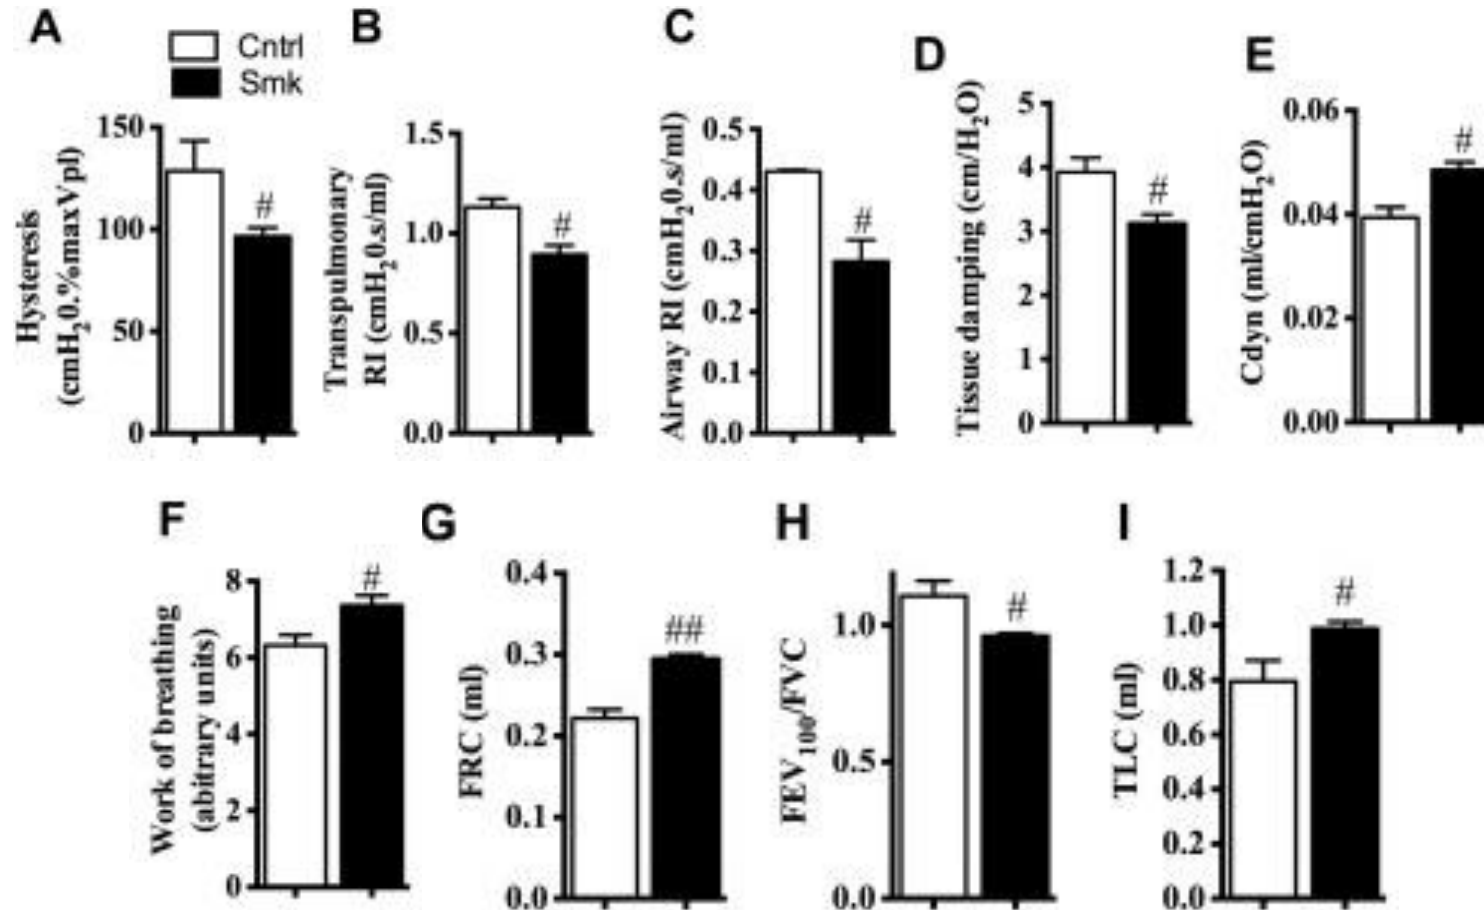 A
Cntrl
Smk
Hysteresis
(cmH₂0.%maxVpl)
150
100
50
0
#
B
Transpulmonary
RI (cmH₂0.s/ml)
1.5
1.0
0.5
0.0
#
C
Airway RI (cmH₂0.s/ml)
0.5
0.4
0.3
0.2
0.1
0.0
#
D
Tissue damping (cm/H₂O)
5
4
3
2
1
0
#
E
Cdyn (ml/cmH₂O)
0.06
0.04
0.02
0.00
#
F
Work of breathing
(abitrary units)
8
6
4
2
0
#
G
FRC (ml)
0.4
0.3
0.2
0.1
0.0
##
H
FEV₁₀₀/FVC
1.0
0.5
0.0
#
I
TLC (ml)
1.2
1.0
0.8
0.6
0.4
0.2
0.0
#